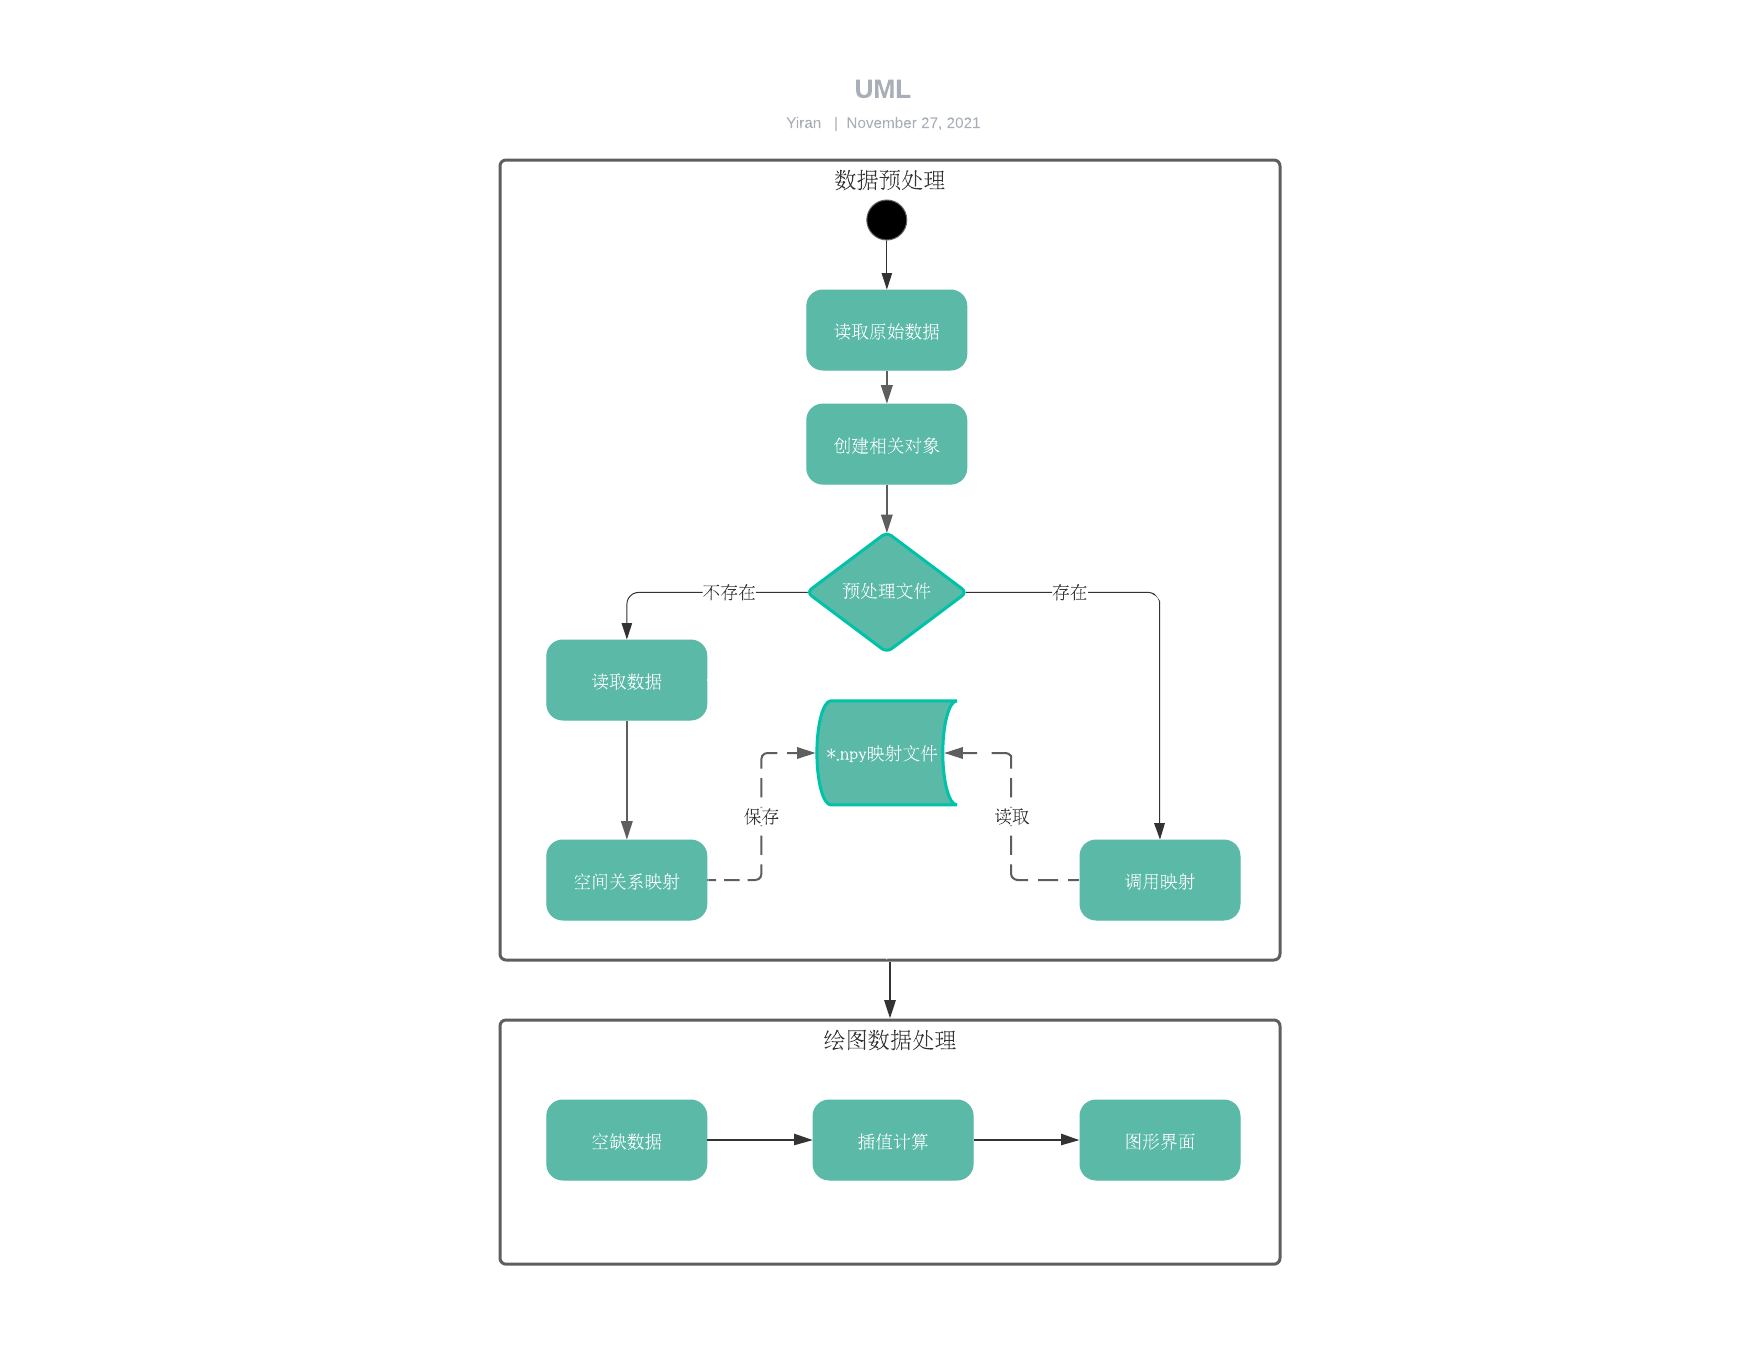 UML
Yiran | November 27, 2021
数据预处理
读取原始数据
创建相关对象
不存在
预处理文件
存在
读取数据
*.npy映射文件
保存
读取
空间关系映射
调用映射
绘图数据处理
空缺数据
插值计算
图形界面